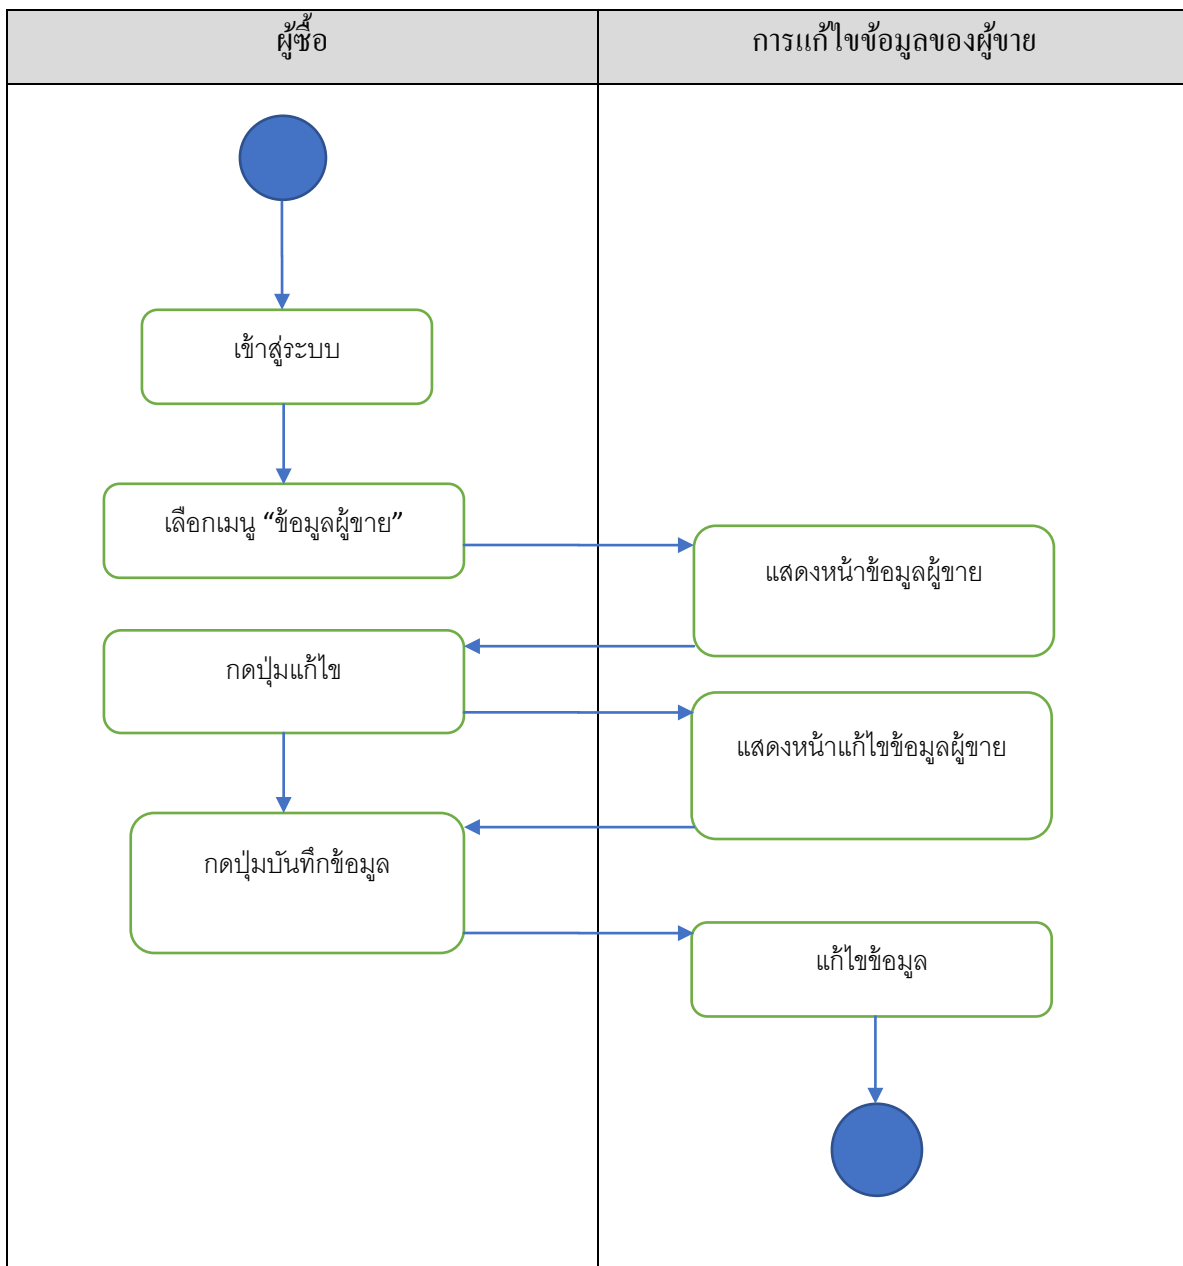 ผู้ซื้อ
การแก้ไขข้อมูลของผู้ขาย
เข้าสู่ระบบ
เลือกเมนู “ข้อมูลผู้ขาย”
แสดงหน้าข้อมูลผู้ขาย
กดปุ่มแก้ไข
แสดงหน้าแก้ไขข้อมูลผู้ขาย
กดปุ่มบันทึกข้อมูล
แก้ไขข้อมูล